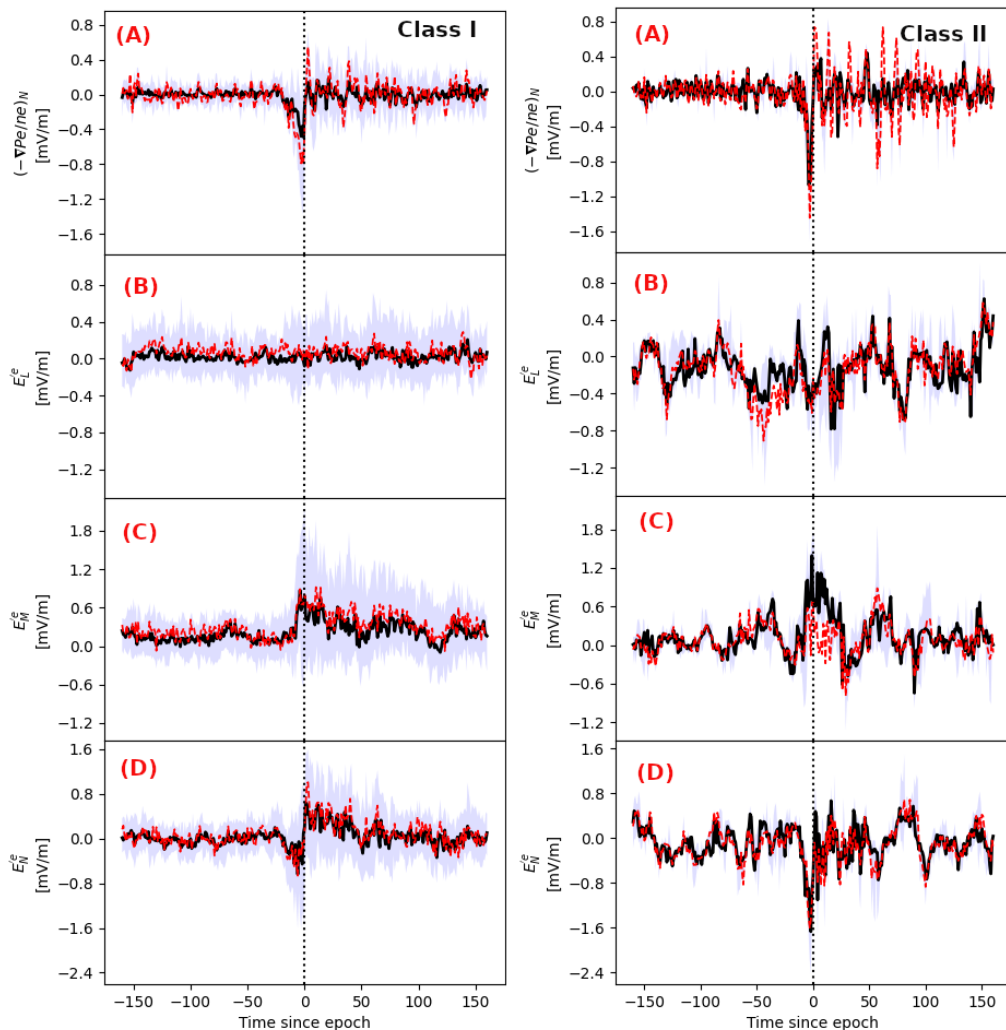 Class I
(A)
0.8
0.4
0.0
−0.4
−0.8
−1.2
−1.6
(−∇Pe/ne)N
[mV/m]
(B)
0.8
0.4
0.0
−0.4
−0.8
−1.2
E′eL
[mV/m]
(C)
1.8
1.2
0.6
0.0
−0.6
−1.2
E′eM
[mV/m]
(D)
1.6
0.8
0.0
−0.8
−1.6
−2.4
E′eN
[mV/m]
−150 −100 −50 0 50 100 150
Time since epoch
Class II
(A)
0.8
0.4
0.0
−0.4
−0.8
−1.2
−1.6
(−∇Pe/ne)N
[mV/m]
(B)
0.8
0.4
0.0
−0.4
−0.8
−1.2
E′eL
[mV/m]
(C)
1.8
1.2
0.6
0.0
−0.6
−1.2
E′eM
[mV/m]
(D)
1.6
0.8
0.0
−0.8
−1.6
−2.4
E′eN
[mV/m]
−150 −100 −50 0 50 100 150
Time since epoch